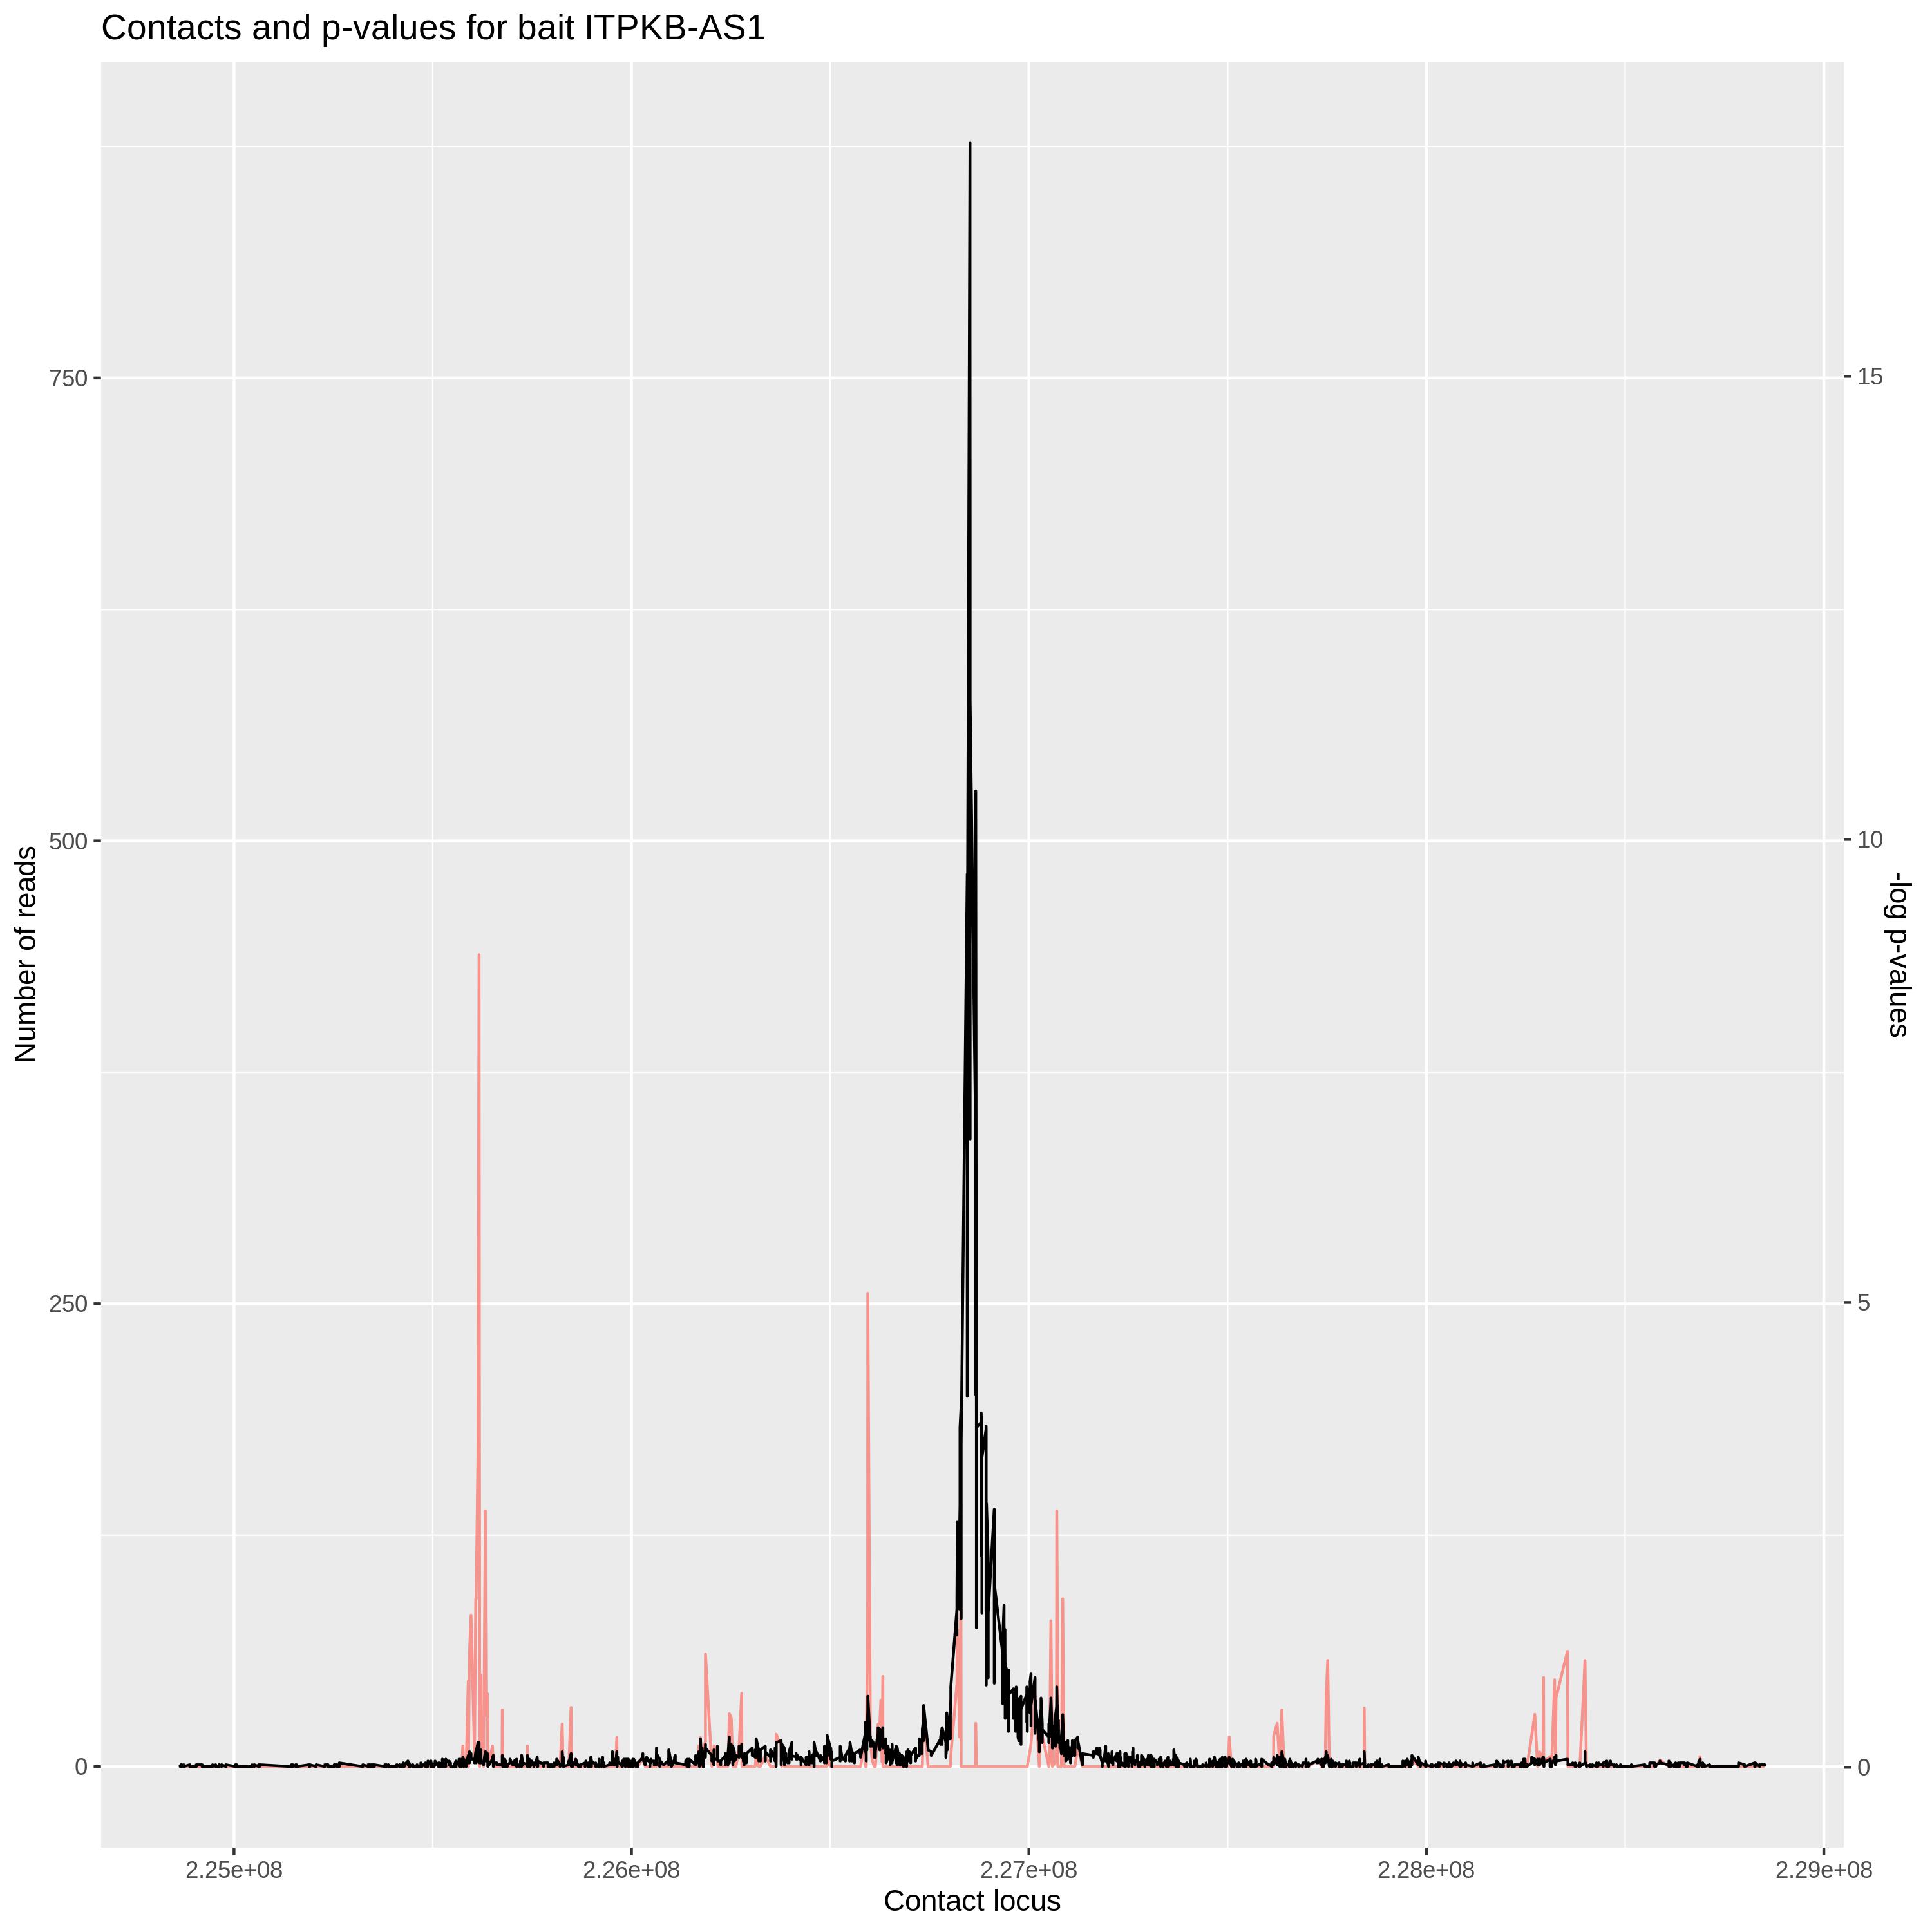 Contacts and p-values for bait ITPKB-AS1
750
500
250
0
15
10
5
0
Number of reads
-log p-values
2.25e+08
2.26e+08
2.27e+08
2.28e+08
2.29e+08
Contact locus